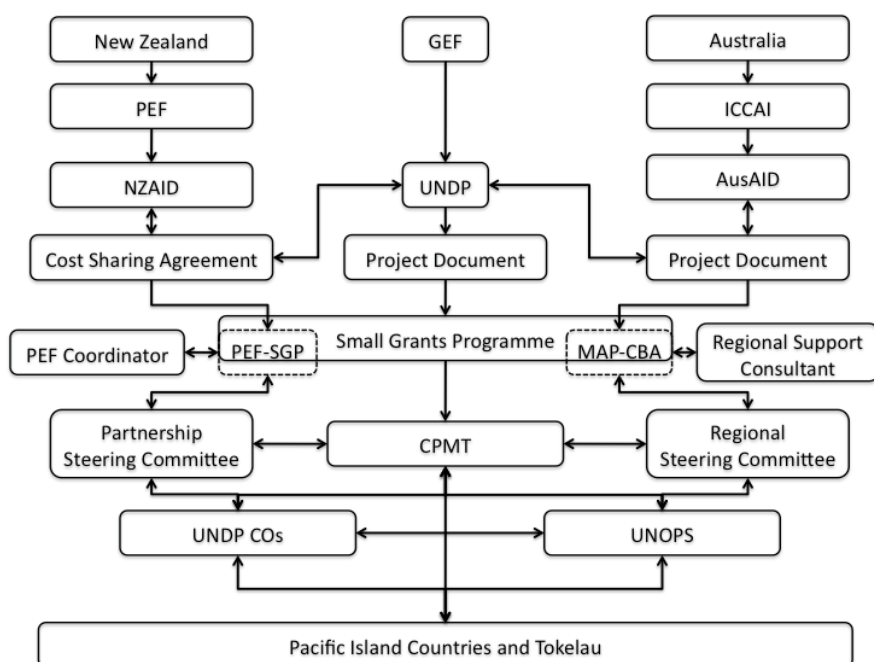 New Zealand
GEF
Australia
PEF
ICCAI
NZAID
UNDP
AusAID
Cost Sharing Agreement
Project Document
Project Document
Small Grants Programme
PEF Coordinator
PEF-SGP
MAP-CBA
Regional Support
Consultant
Partnership
Steering Committee
CPMT
Regional
Steering Committee
UNDP COs
UNOPS
Pacific Island Countries and Tokelau